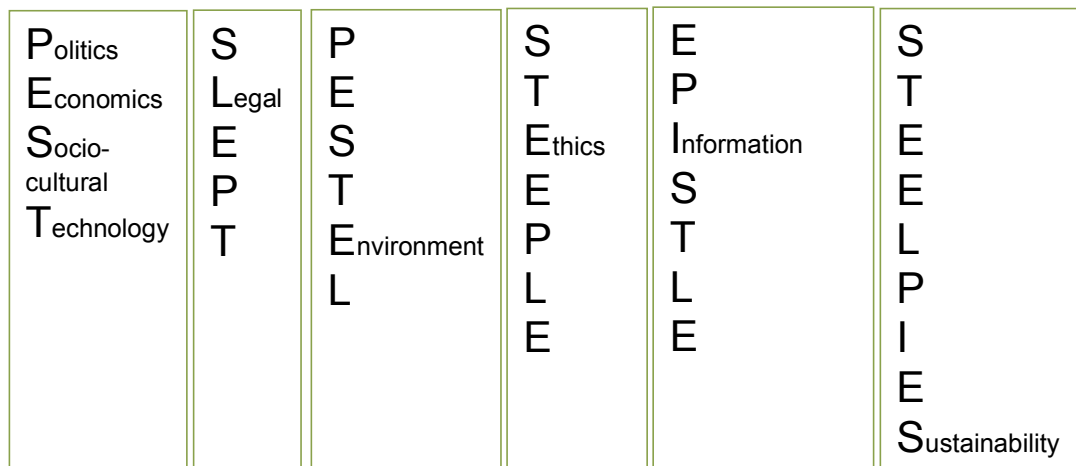 Politics
Economics
Socio-
cultural
Technology
S
Legal
E
P
T
P
E
S
T
Environment
L
S
T
Ethics
E
P
L
E
E
P
Information
S
T
L
E
S
T
E
E
L
P
I
E
Sustainability